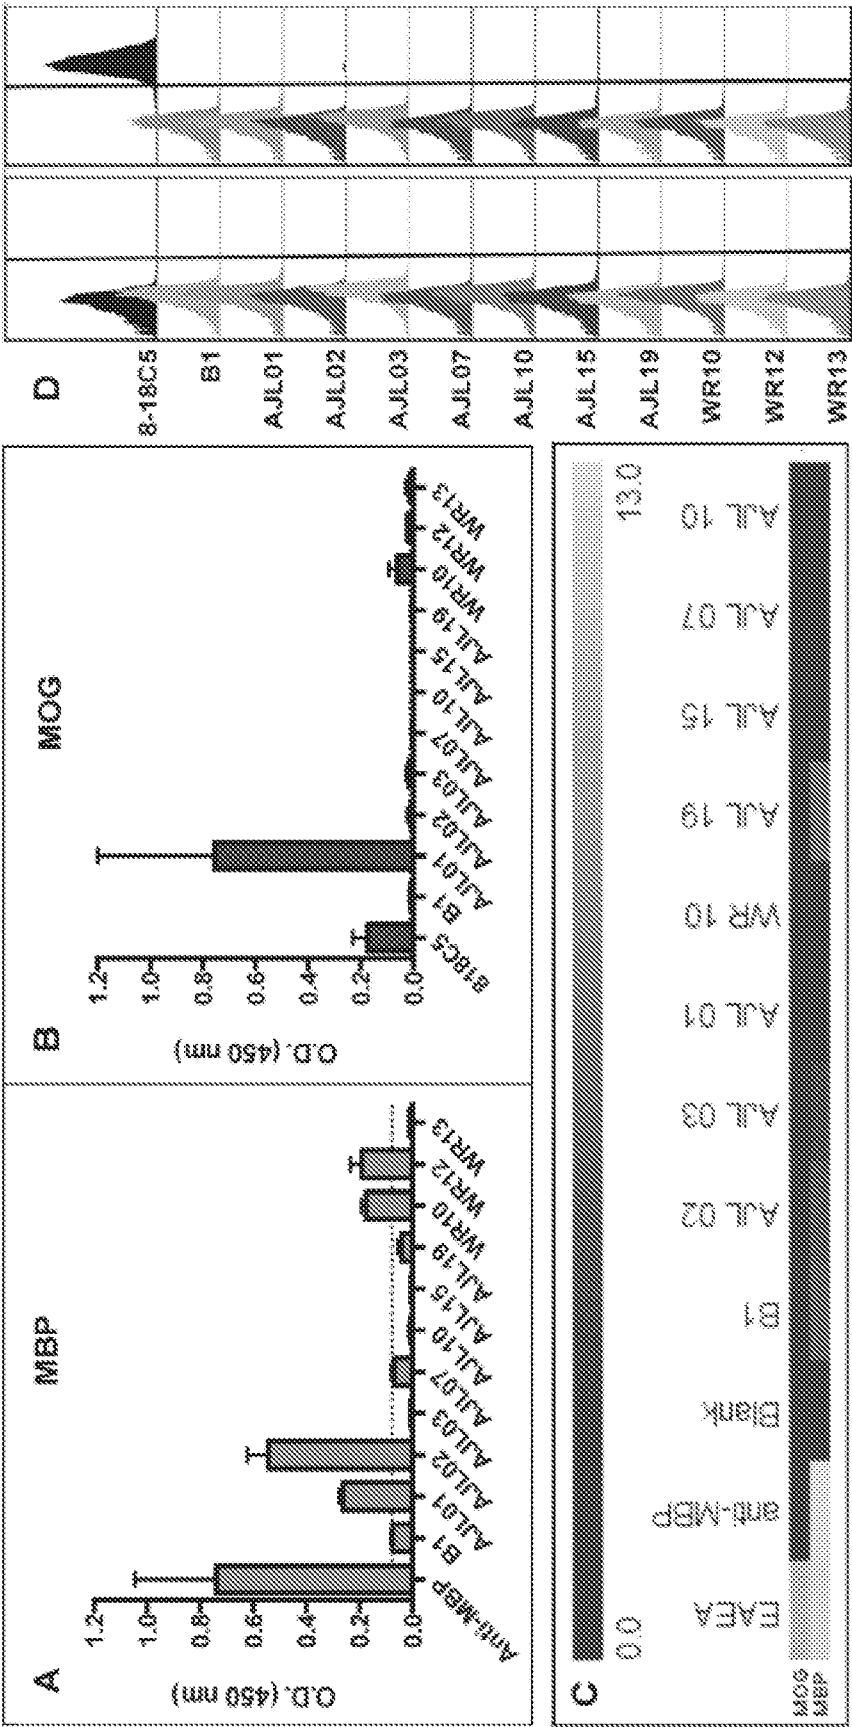 A
MBP
O.D. (450 nm)
1.2
1.0
0.8
0.6
0.4
0.2
0.0
Anti-MBP
B1
AJL01
AJL02
AJL03
AJL07
AJL10
AJL15
AJL19
WR10
WR12
WR13
B
MOG
O.D. (450 nm)
1.2
1.0
0.8
0.6
0.4
0.2
0.0
818C5
B1
AJL01
AJL02
AJL03
AJL07
AJL10
AJL15
AJL19
WR10
WR12
WR13
C
0.0
13.0
EAEA
anti-MBP
Blank
B1
AJL 02
AJL 03
AJL 01
WR 10
AJL 19
AJL 15
AJL 07
AJL 10
MOG
MBP
D
8-18C5
B1
AJL01
AJL02
AJL03
AJL07
AJL10
AJL15
AJL19
WR10
WR12
WR13